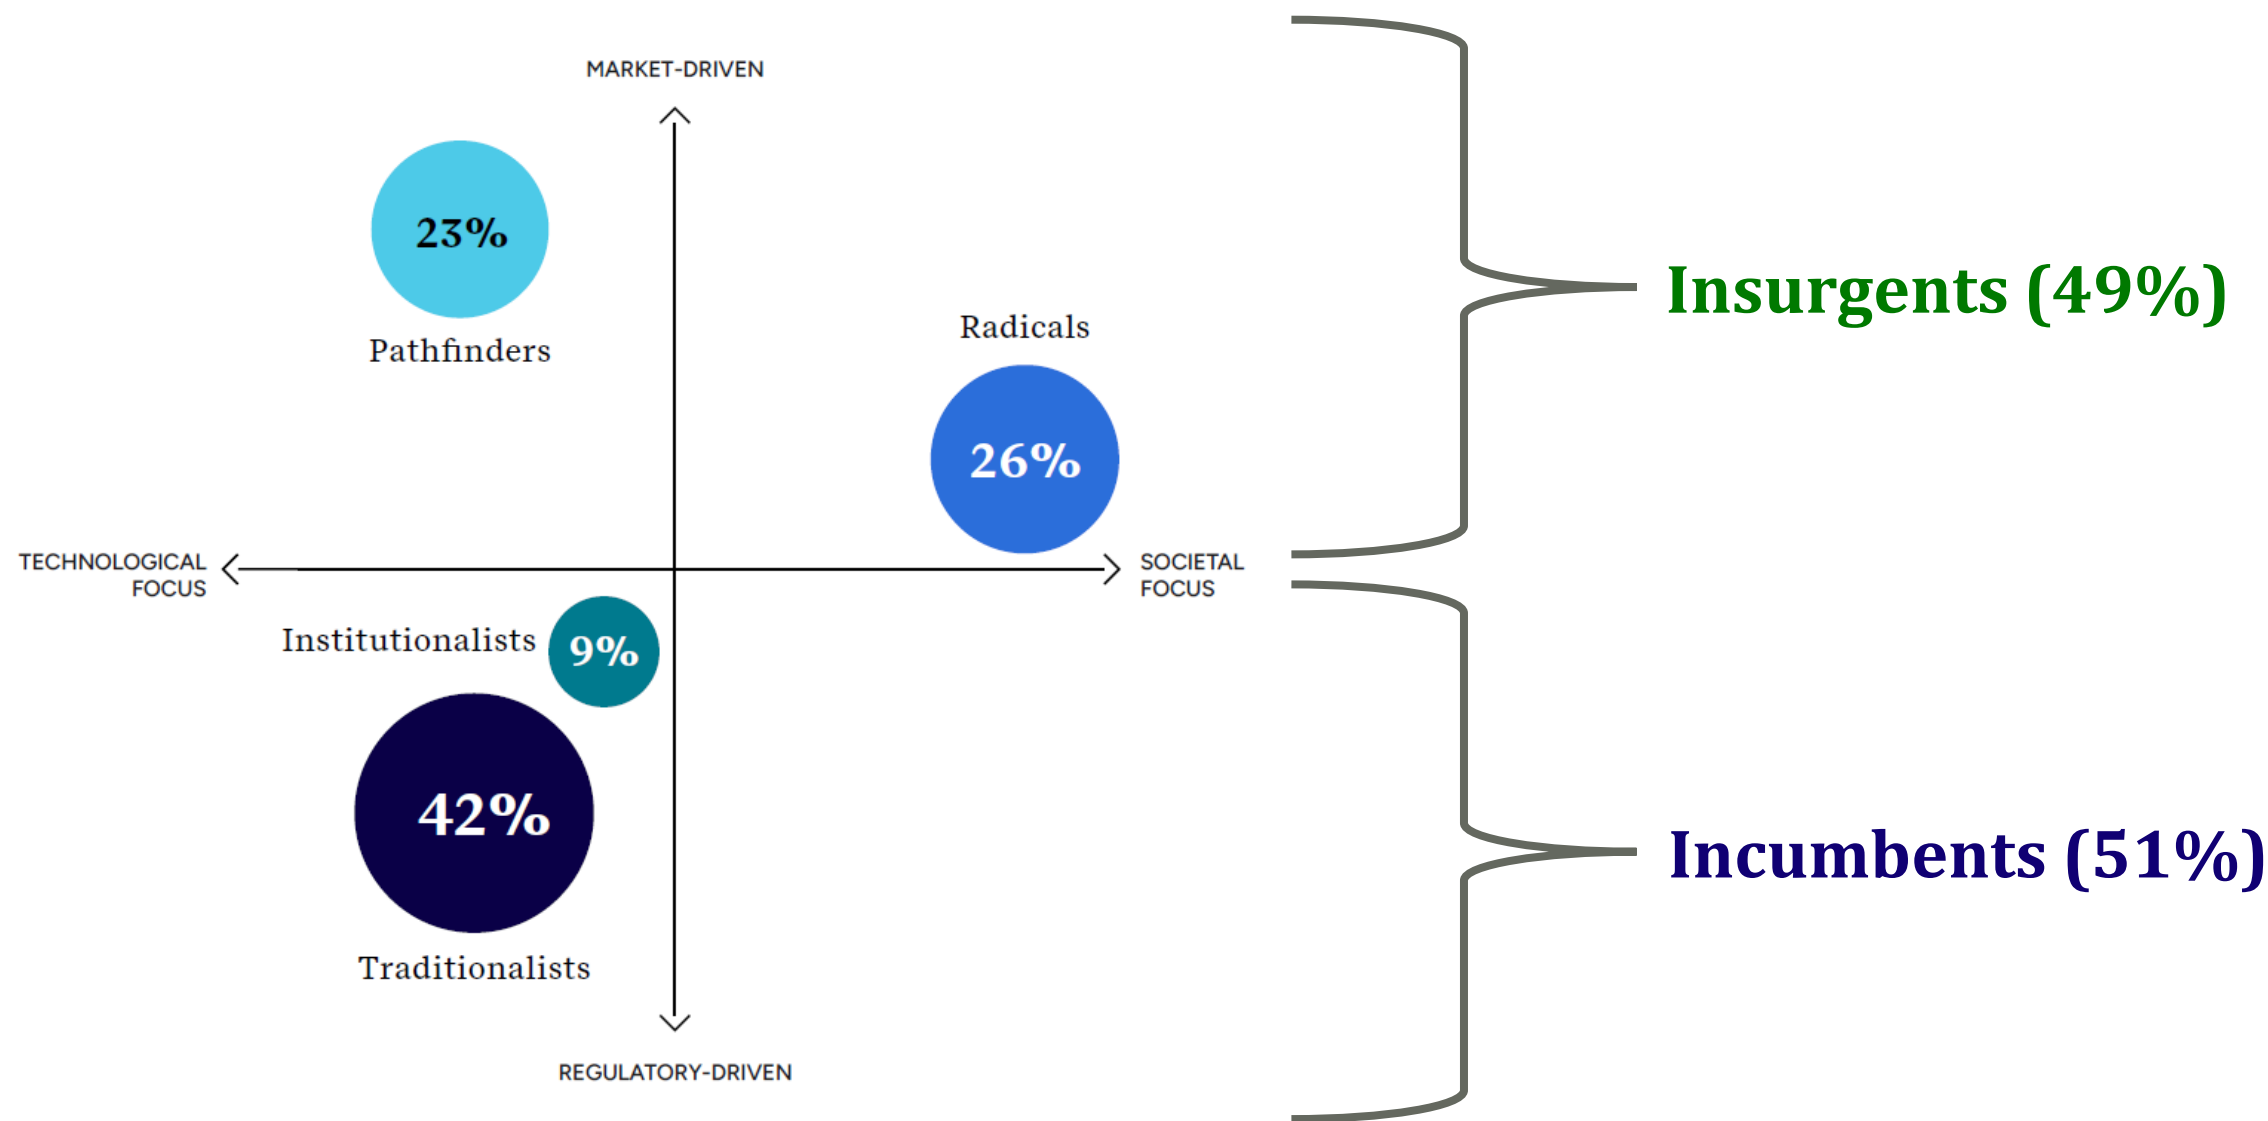 MARKET-DRIVEN
23%
Pathfinders
Radicals
26%
Insurgents (49%)
TECHNOLOGICAL
FOCUS
SOCIETAL
FOCUS
Institutionalists
9%
42%
Traditionalists
Incumbents (51%)
REGULATORY-DRIVEN